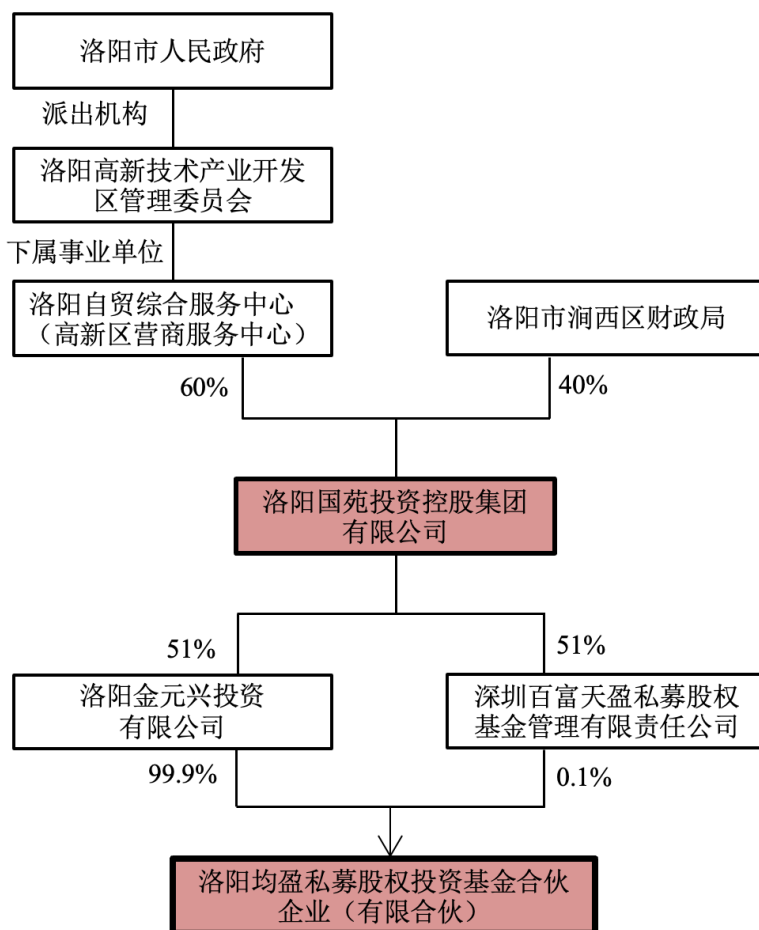 洛阳市人民政府
派出机构
洛阳高新技术产业开发
区管理委员会
下属事业单位
洛阳自贸综合服务中心
（高新区营商服务中心）
洛阳市涧西区财政局
60%
40%
洛阳国苑投资控股集团
有限公司
51%
51%
洛阳金元兴投资
有限公司
深圳百富天盈私募股权
基金管理有限责任公司
99.9%
0.1%
洛阳均盈私募股权投资基金合伙
企业（有限合伙）